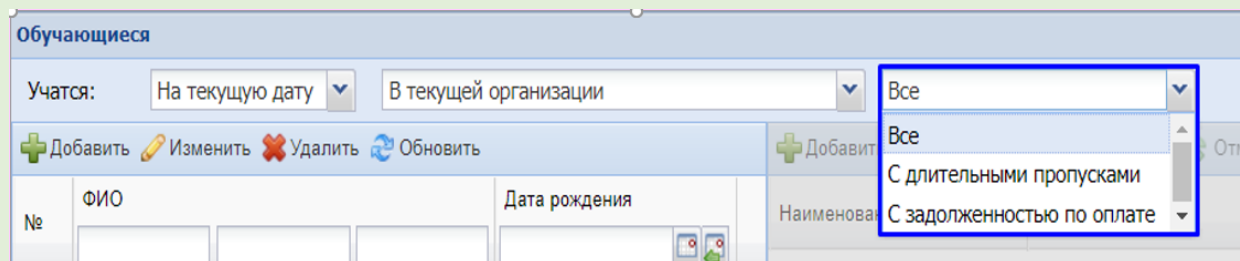 Обучающиеся
Учатся: На текущую дату В текущей организации Все
Добавить Изменить Удалить Обновить
Все
С длительными пропусками
С задолженностью по оплате
№ ФИО Дата рождения